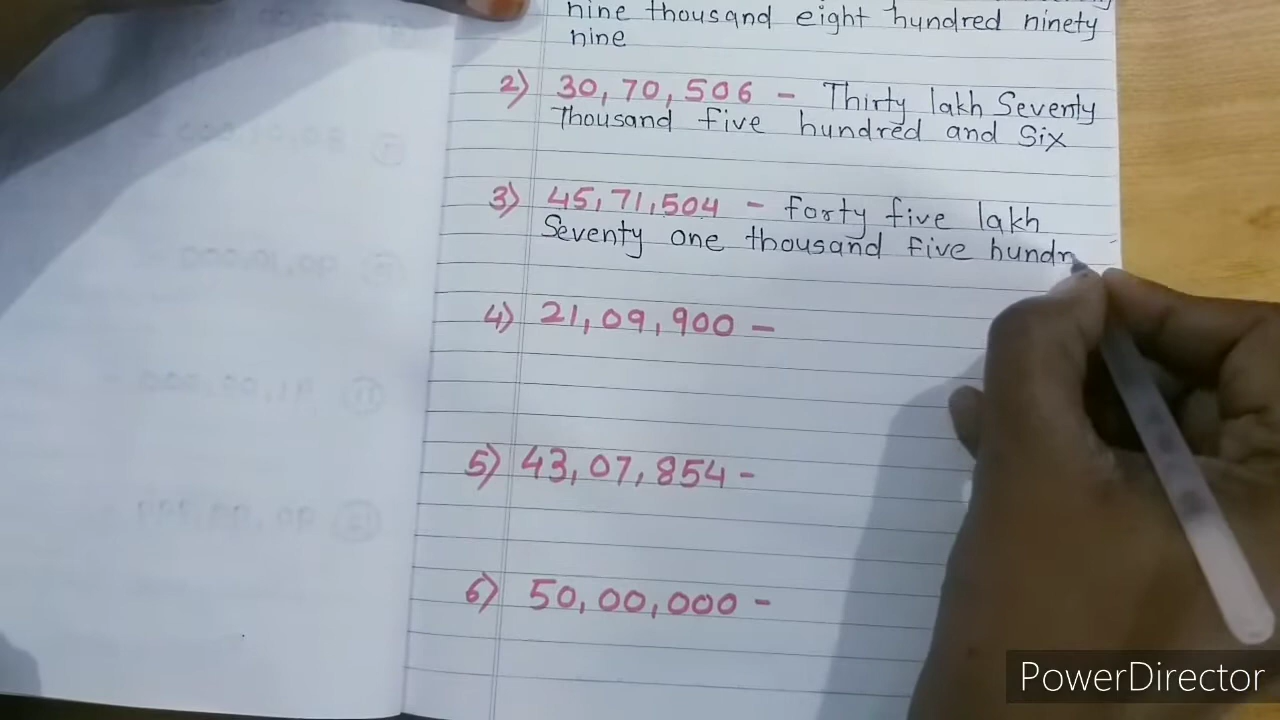 nine thousand eight hundred ninety
nine
2) 30,70,506 - Thirty lakh Seventy
Thousand five hundred and Six
3) 45,71,504 - forty five lakh
Seventy one thousand five hundr
4) 21,09,900 -
5) 43,07,854 -
6) 50,00,000 -
PowerDirector